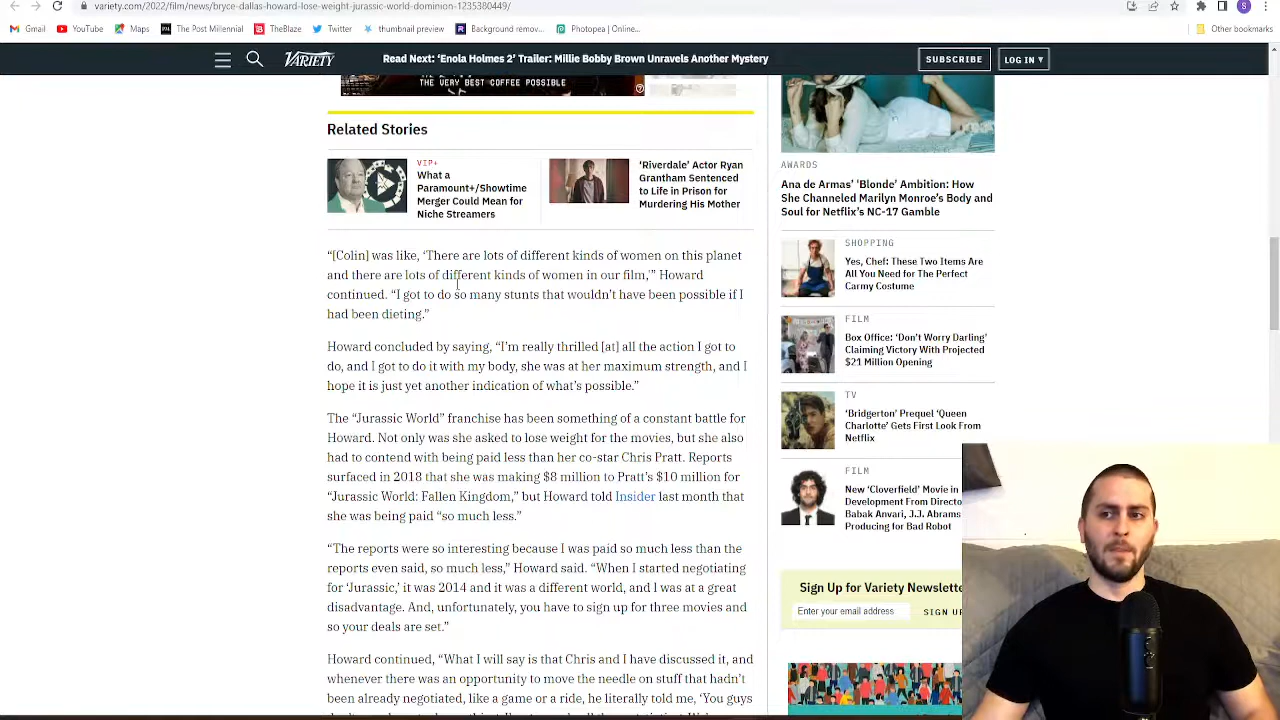 variety.com/2022/film/news/bryce-dallas-howard-lose-weight-jurassic-world-dominion-1235380449/
Gmail
YouTube
Maps
The Post Millennial
TheBlaze
Twitter
thumbnail preview
Background remov...
Photopea | Online...
Other bookmarks
VARIETY
Read Next: ‘Enola Holmes 2’ Trailer: Millie Bobby Brown Unravels Another Mystery
SUBSCRIBE
LOG IN ▾
THE VERY BEST COFFEE POSSIBLE
Related Stories
VIP+
What a
Paramount+/Showtime
Merger Could Mean for
Niche Streamers
‘Riverdale’ Actor Ryan
Grantham Sentenced
to Life in Prison for
Murdering His Mother
“[Colin] was like, ‘There are lots of different kinds of women on this planet
and there are lots of different kinds of women in our film,’” Howard
continued. “I got to do so many stunts that wouldn’t have been possible if I
had been dieting.”
Howard concluded by saying, “I’m really thrilled [at] all the action I got to
do, and I got to do it with my body, she was at her maximum strength, and I
hope it is just yet another indication of what’s possible.”
The “Jurassic World” franchise has been something of a constant battle for
Howard. Not only was she asked to lose weight for the movies, but she also
had to contend with being paid less than her co-star Chris Pratt. Reports
surfaced in 2018 that she was making $8 million to Pratt’s $10 million for
“Jurassic World: Fallen Kingdom,” but Howard told Insider last month that
she was being paid “so much less.”
“The reports were so interesting because I was paid so much less than the
reports even said, so much less,” Howard said. “When I started negotiating
for ‘Jurassic,’ it was 2014 and it was a different world, and I was at a great
disadvantage. And, unfortunately, you have to sign up for three movies and
so your deals are set.”
Howard continued, “What I will say is that Chris and I have discussed it, and
whenever there was an opportunity to move the needle on stuff that hadn’t
been already negotiated, like a game or a ride, he literally told me, ‘You guys
AWARDS
Ana de Armas’ ‘Blonde’ Ambition: How
She Channeled Marilyn Monroe’s Body and
Soul for Netflix’s NC-17 Gamble
SHOPPING
Yes, Chef: These Two Items Are
All You Need for The Perfect
Carmy Costume
FILM
Box Office: ‘Don’t Worry Darling’
Claiming Victory With Projected
$21 Million Opening
TV
‘Bridgerton’ Prequel ‘Queen
Charlotte’ Gets First Look From
Netflix
FILM
New ‘Cloverfield’ Movie in
Development From Directo
Babak Anvari, J.J. Abrams
Producing for Bad Robot
Sign Up for Variety Newslette
Enter your email address
SIGN U